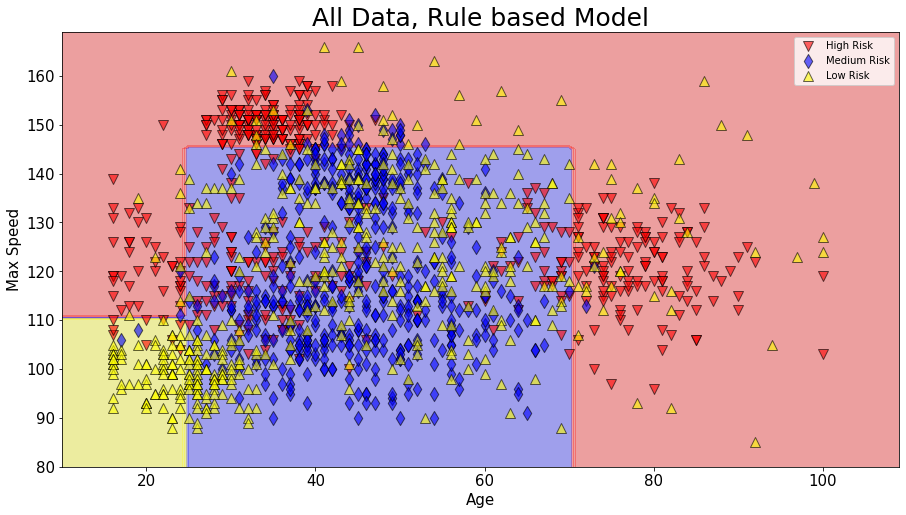 All Data, Rule based Model
High Risk
Medium Risk
Low Risk
Max Speed
160
150
140
130
120
110
100
90
80
20 40 60 80 100
Age